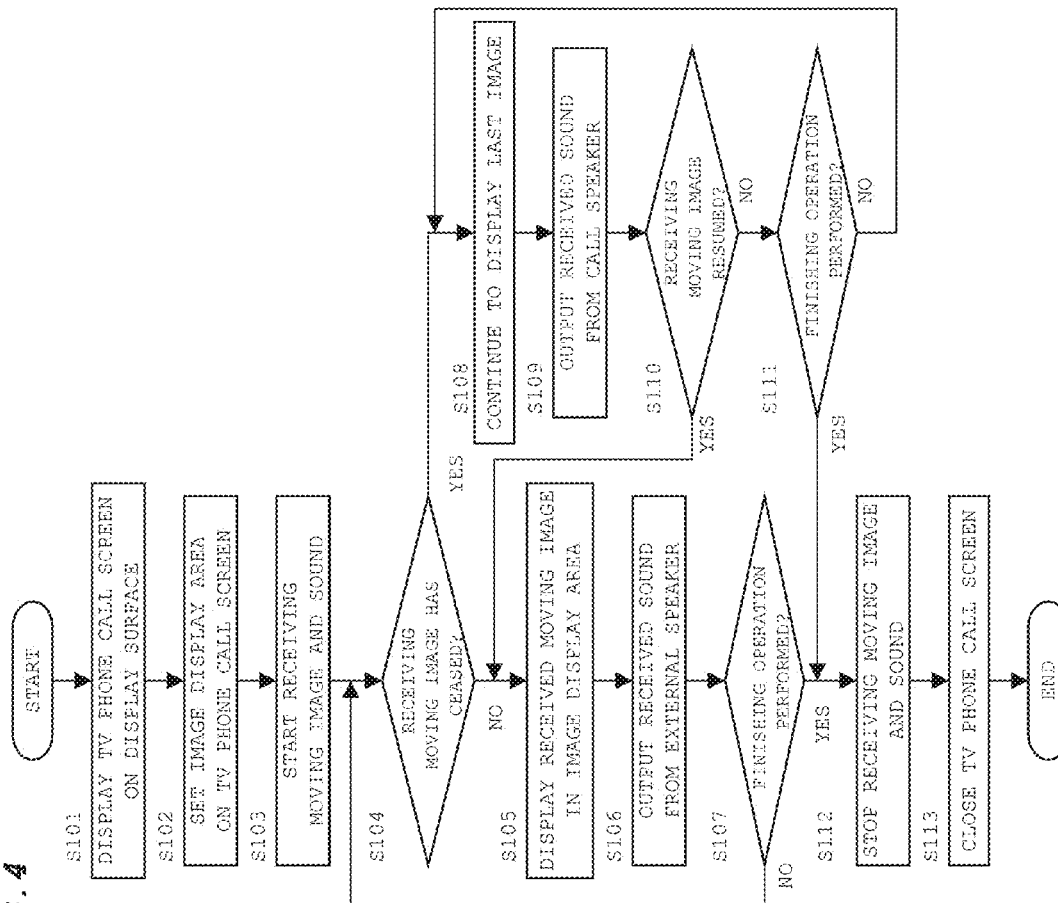 .4
START
S101
DISPLAY TV PHONE CALL SCREEN
ON DISPLAY SURFACE
S102
SET IMAGE DISPLAY AREA
ON TV PHONE CALL SCREEN
S103
START RECEIVING
MOVING IMAGE AND SOUND
S104
RECEIVING
MOVING IMAGE HAS
CEASED?
YES
NO
S105
DISPLAY RECEIVED MOVING IMAGE
IN IMAGE DISPLAY AREA
S106
OUTPUT RECEIVED SOUND
FROM EXTERNAL SPEAKER
S107
FINISHING OPERATION
PERFORMED?
NO
YES
S112
STOP RECEIVING MOVING IMAGE
AND SOUND
S113
CLOSE TV PHONE CALL SCREEN
END
S108
CONTINUE TO DISPLAY LAST IMAGE
S109
OUTPUT RECEIVED SOUND
FROM CALL SPEAKER
S110
RECEIVING
MOVING IMAGE
RESUMED?
YES
NO
S111
FINISHING OPERATION
PERFORMED?
YES
NO